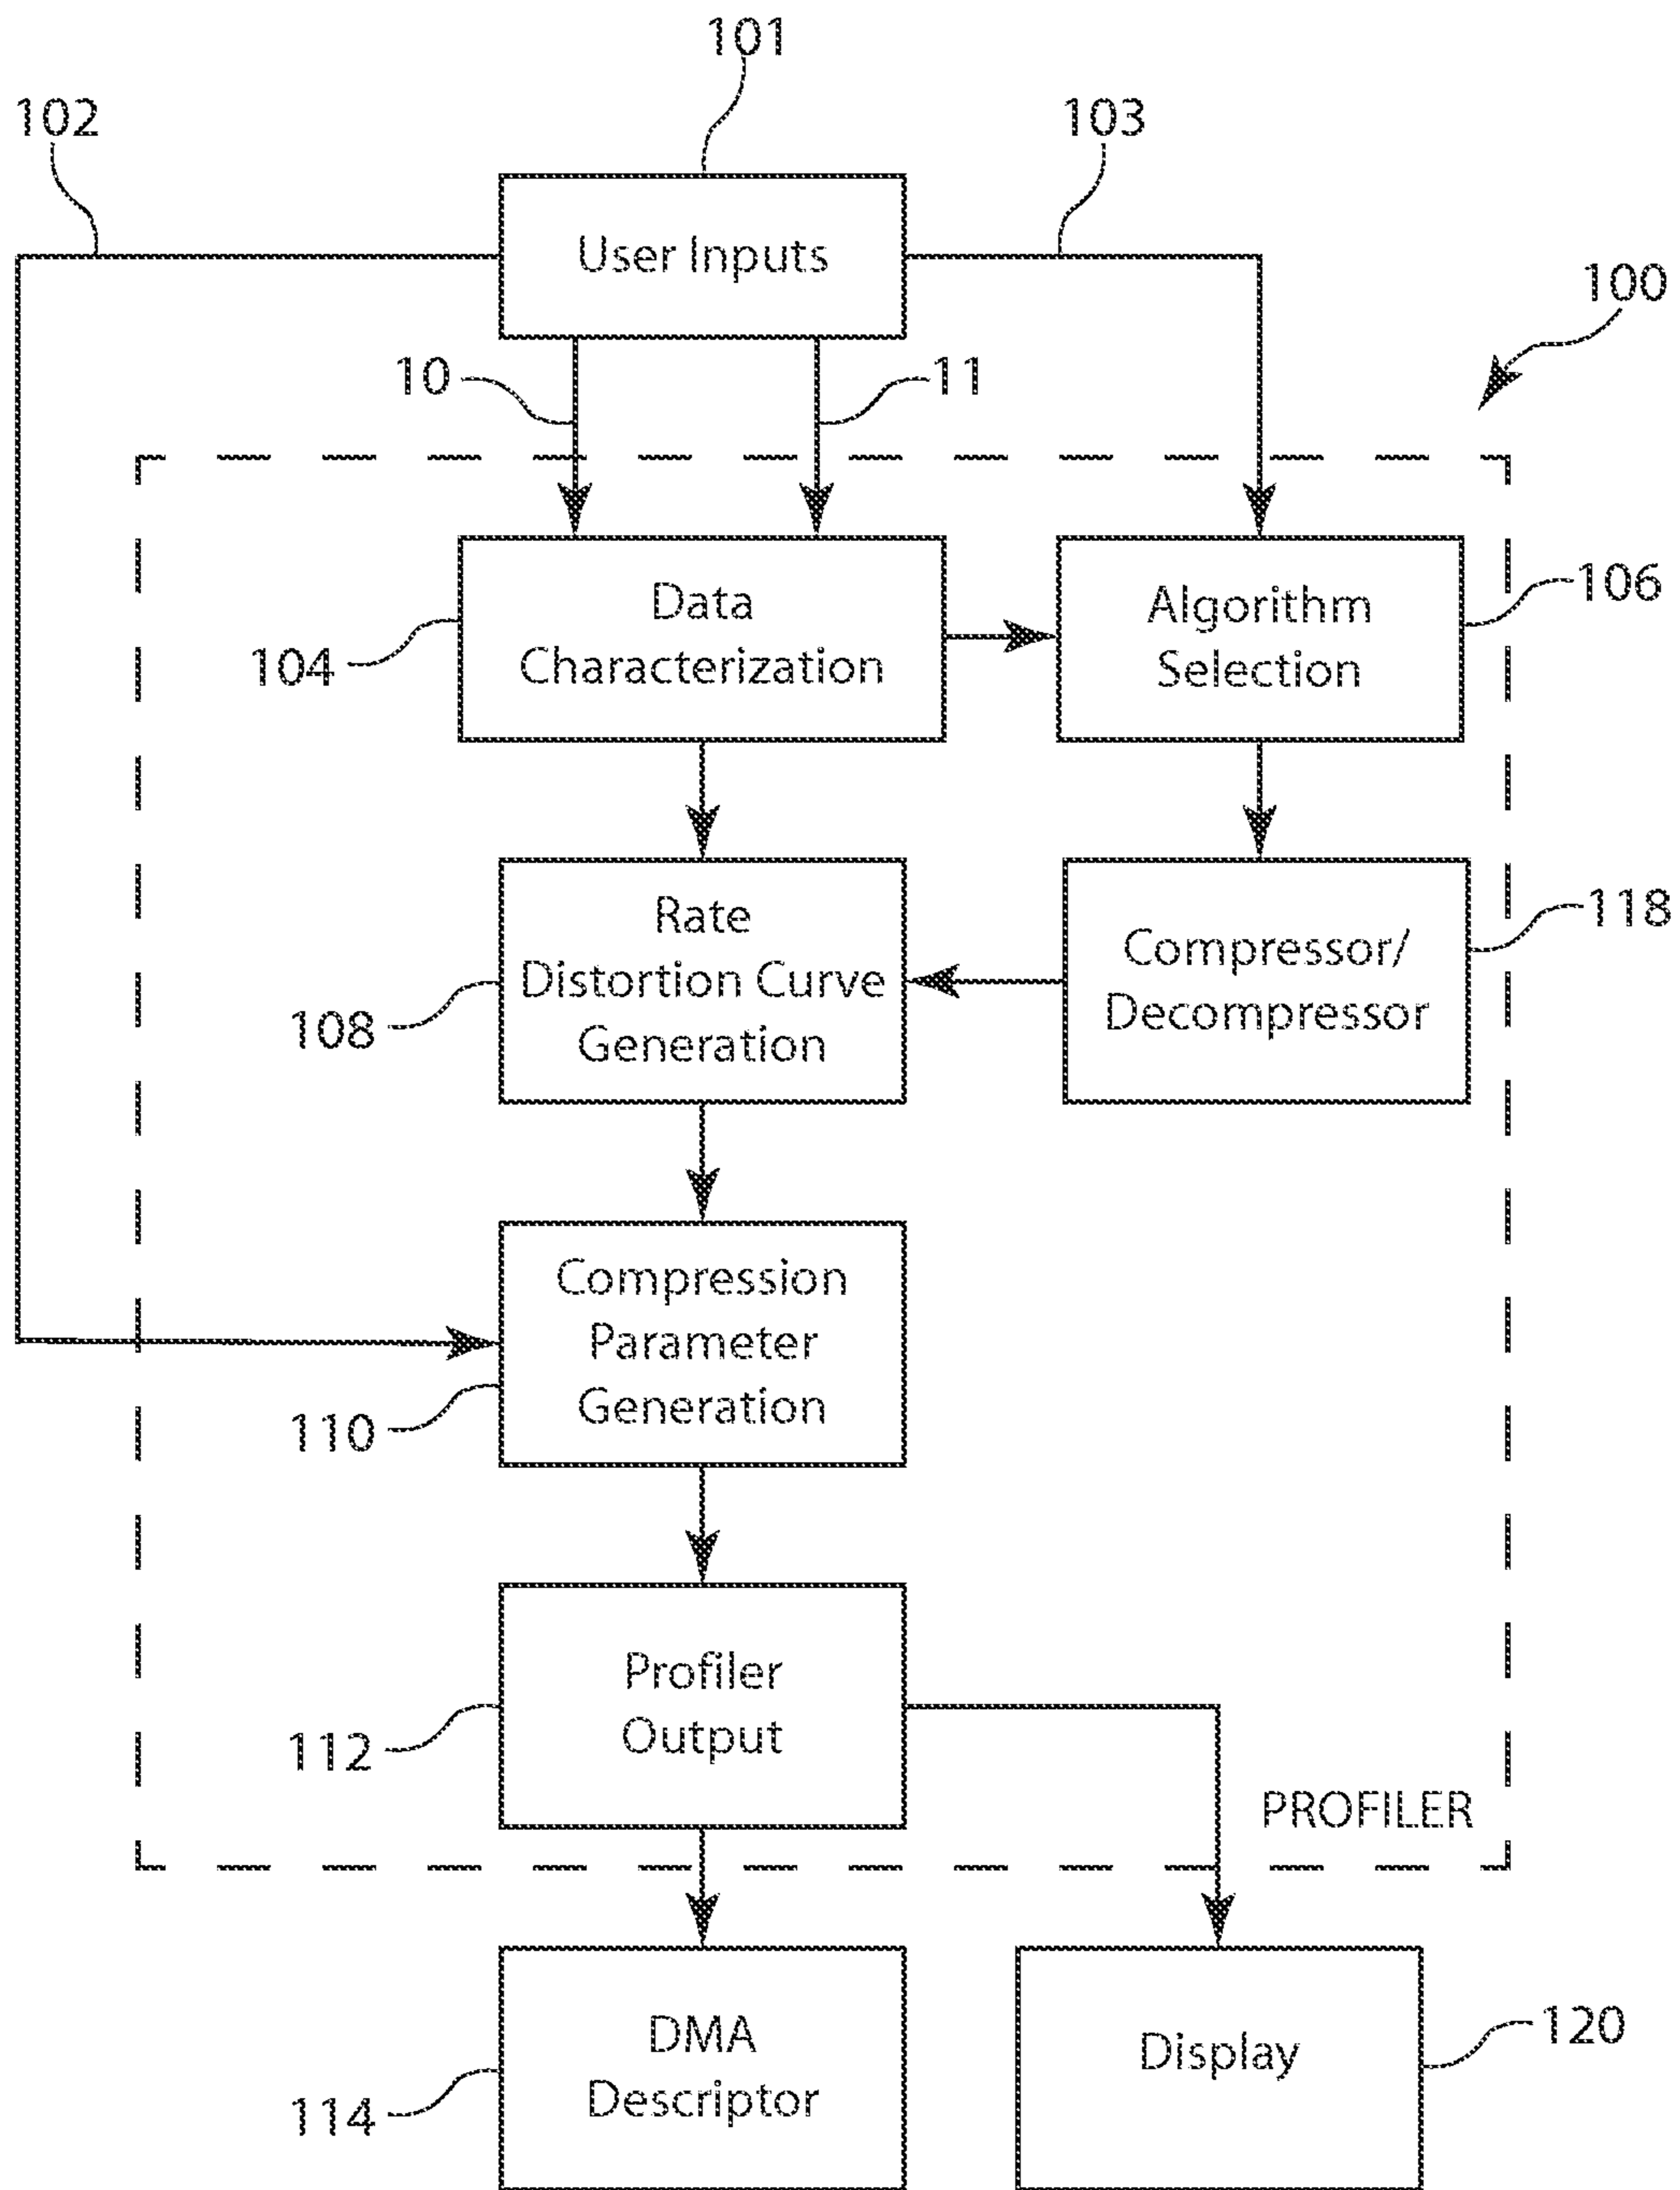 101
102
103
User Inputs
100
10
11
Data
Characterization
104
Algorithm
Selection
106
Rate
Distortion Curve
Generation
108
Compressor/
Decompressor
118
Compression
Parameter
Generation
110
Profiler
Output
112
PROFILER
DMA
Descriptor
114
Display
120